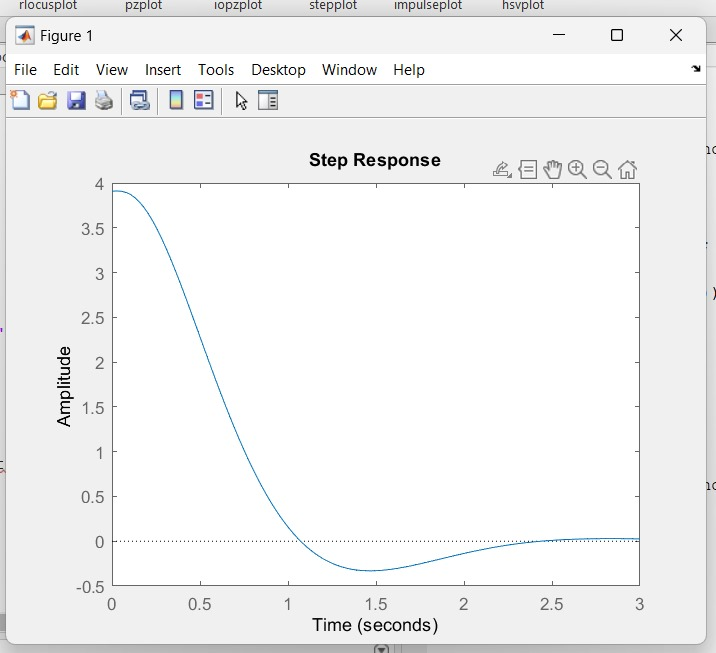 rlocusplot pzplot iopzplot stepplot impulseplot hsvplot
Figure 1
File Edit View Insert Tools Desktop Window Help
Step Response
4
3.5
3
2.5
2
1.5
1
0.5
0
-0.5
Amplitude
0 0.5 1 1.5 2 2.5 3
Time (seconds)